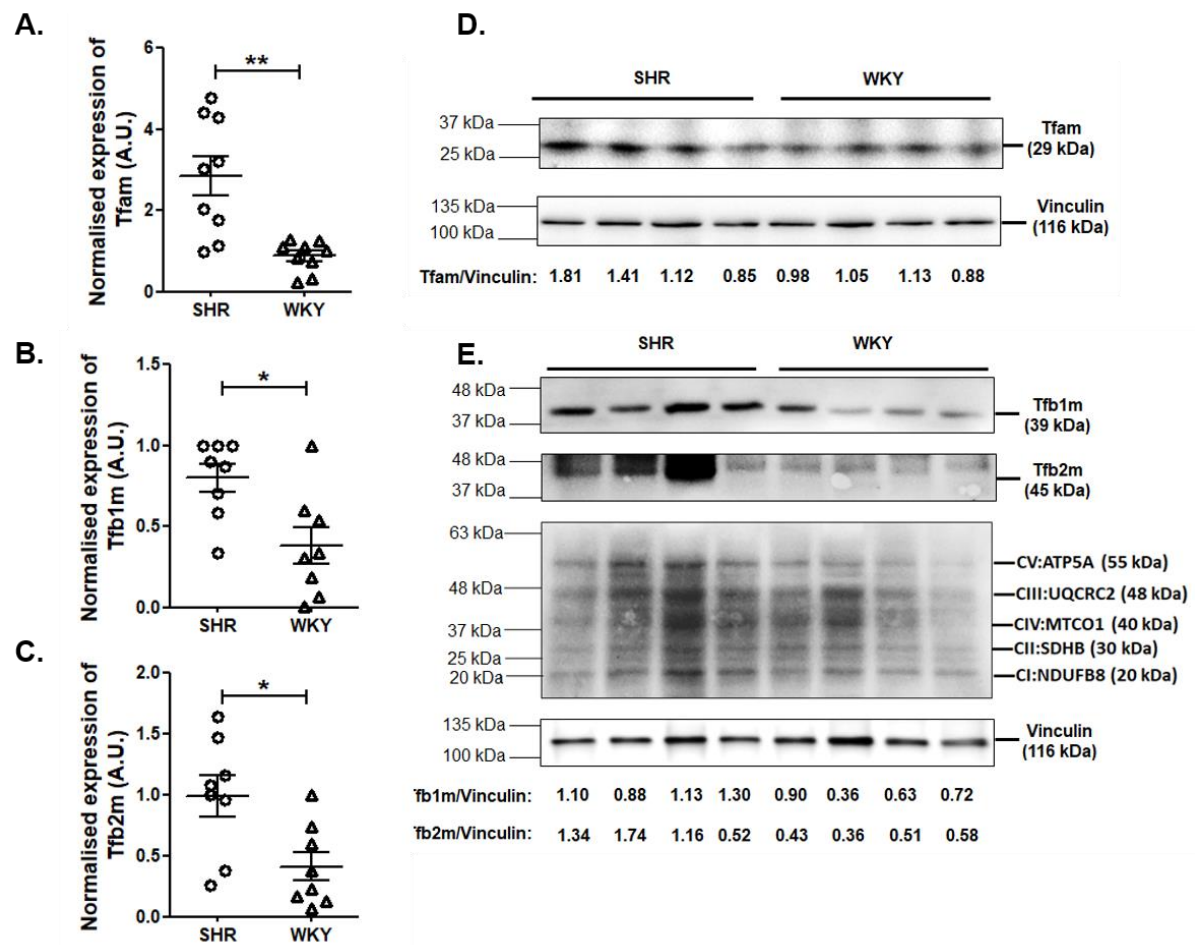 A.
Normalised expression of
Tfam (A.U.)
6
4
2
0
**
SHR WKY
B.
Normalised expression of
Tfb1m (A.U.)
1.5
1.0
0.5
0.0
*
SHR WKY
C.
Normalised expression of
Tfb2m (A.U.)
2.0
1.5
1.0
0.5
0.0
*
SHR WKY
D.
SHR WKY
37 kDa
25 kDa
Tfam
(29 kDa)
135 kDa
100 kDa
Vinculin
(116 kDa)
Tfam/Vinculin: 1.81 1.41 1.12 0.85 0.98 1.05 1.13 0.88
E.
SHR WKY
48 kDa
37 kDa
Tfb1m
(39 kDa)
48 kDa
37 kDa
Tfb2m
(45 kDa)
63 kDa
48 kDa
37 kDa
25 kDa
20 kDa
CV:ATP5A (55 kDa)
CIII:UQCRC2 (48 kDa)
CIV:MTCO1 (40 kDa)
CII:SDHB (30 kDa)
CI:NDUFB8 (20 kDa)
135 kDa
100 kDa
Vinculin
(116 kDa)
fb1m/Vinculin: 1.10 0.88 1.13 1.30 0.90 0.36 0.63 0.72
fb2m/Vinculin: 1.34 1.74 1.16 0.52 0.43 0.36 0.51 0.58